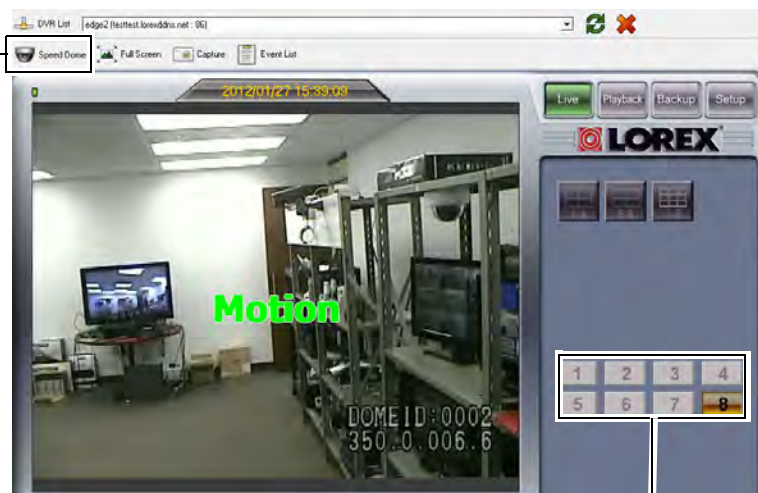 DVR List
edge2 (testtest.lorexddns.net : 86)
Speed Dome
Full Screen
Capture
Event List
2012/01/27 15:39:09
Live
Playback
Backup
Setup
LOREX
Motion
DOMEID:0002
350.0.006.6
1 2 3 4
5 6 7 8